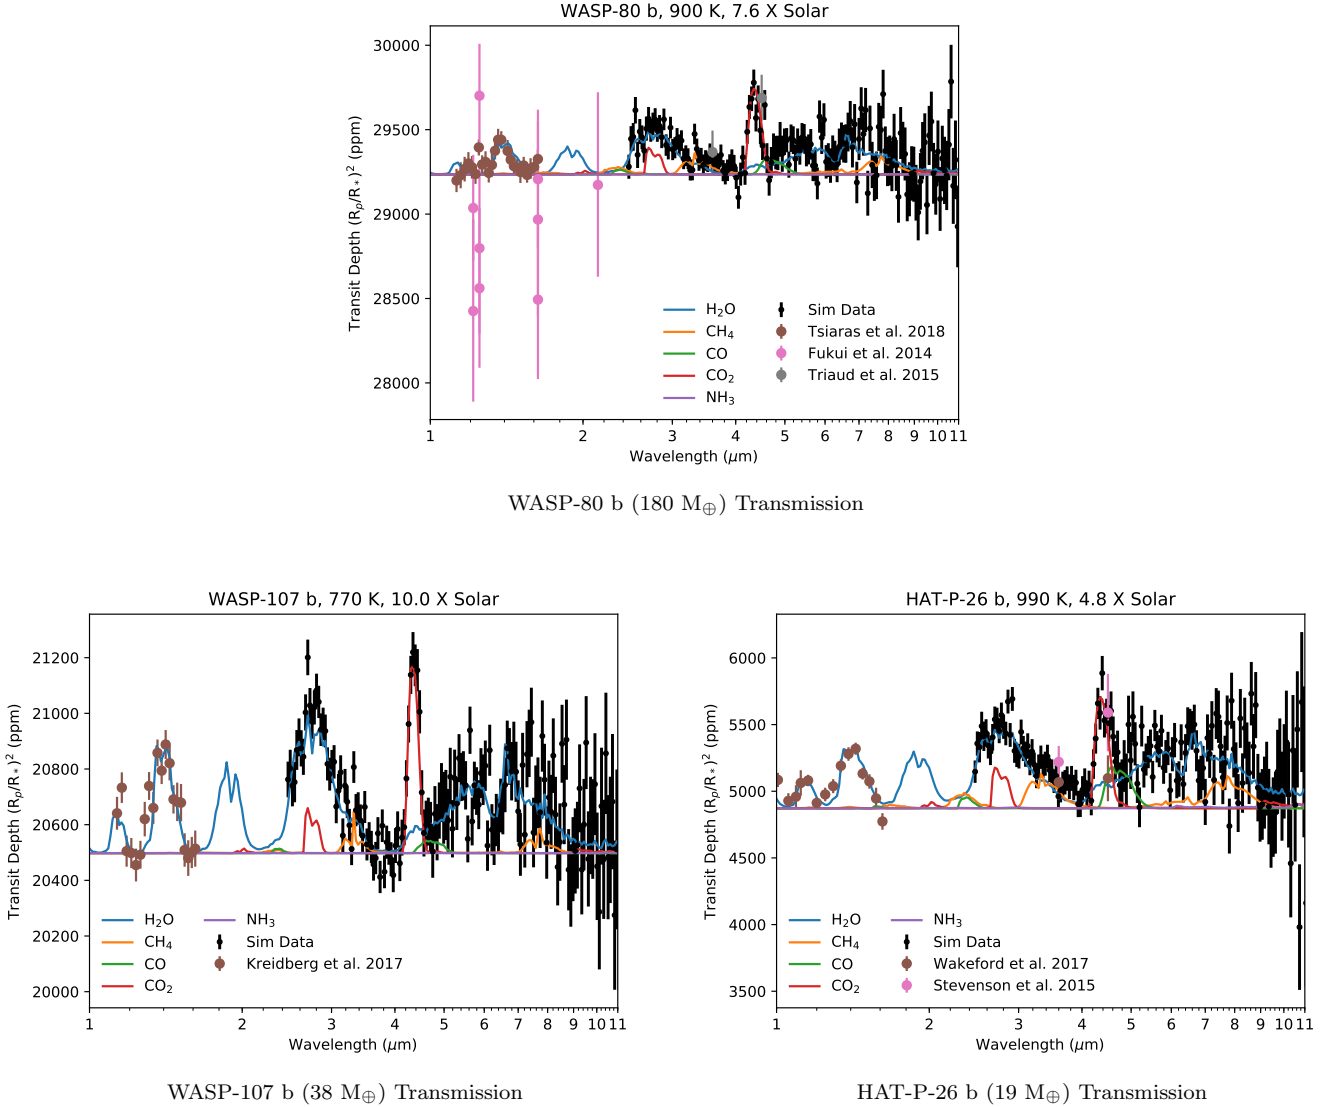 WASP-80 b, 900 K, 7.6 X Solar
Transit Depth (Rₚ/R*)² (ppm)
30000
29500
29000
28500
28000
H₂O
CH₄
CO
CO₂
NH₃
Sim Data
Tsiaras et al. 2018
Fukui et al. 2014
Triaud et al. 2015
1 2 3 4 5 6 7 8 9 10 11
Wavelength (μm)
WASP-80 b (180 M⊕) Transmission
WASP-107 b, 770 K, 10.0 X Solar
Transit Depth (Rₚ/R*)² (ppm)
21200
21000
20800
20600
20400
20200
20000
H₂O
CH₄
CO
CO₂
NH₃
Sim Data
Kreidberg et al. 2017
1 2 3 4 5 6 7 8 9 10 11
Wavelength (μm)
WASP-107 b (38 M⊕) Transmission
HAT-P-26 b, 990 K, 4.8 X Solar
Transit Depth (Rₚ/R*)² (ppm)
6000
5500
5000
4500
4000
3500
H₂O
CH₄
CO
CO₂
NH₃
Sim Data
Wakeford et al. 2017
Stevenson et al. 2015
1 2 3 4 5 6 7 8 9 10 11
Wavelength (μm)
HAT-P-26 b (19 M⊕) Transmission